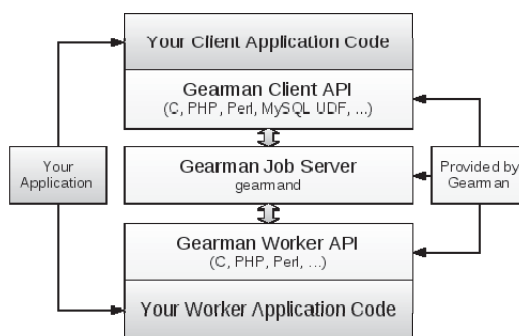 Your Client Application Code
Gearman Client API
(C, PHP, Perl, MySQL UDF, ...)
Your
Application
Gearman Job Server
gearmand
Provided by
Gearman
Gearman Worker API
(C, PHP, Perl, ...)
Your Worker Application Code